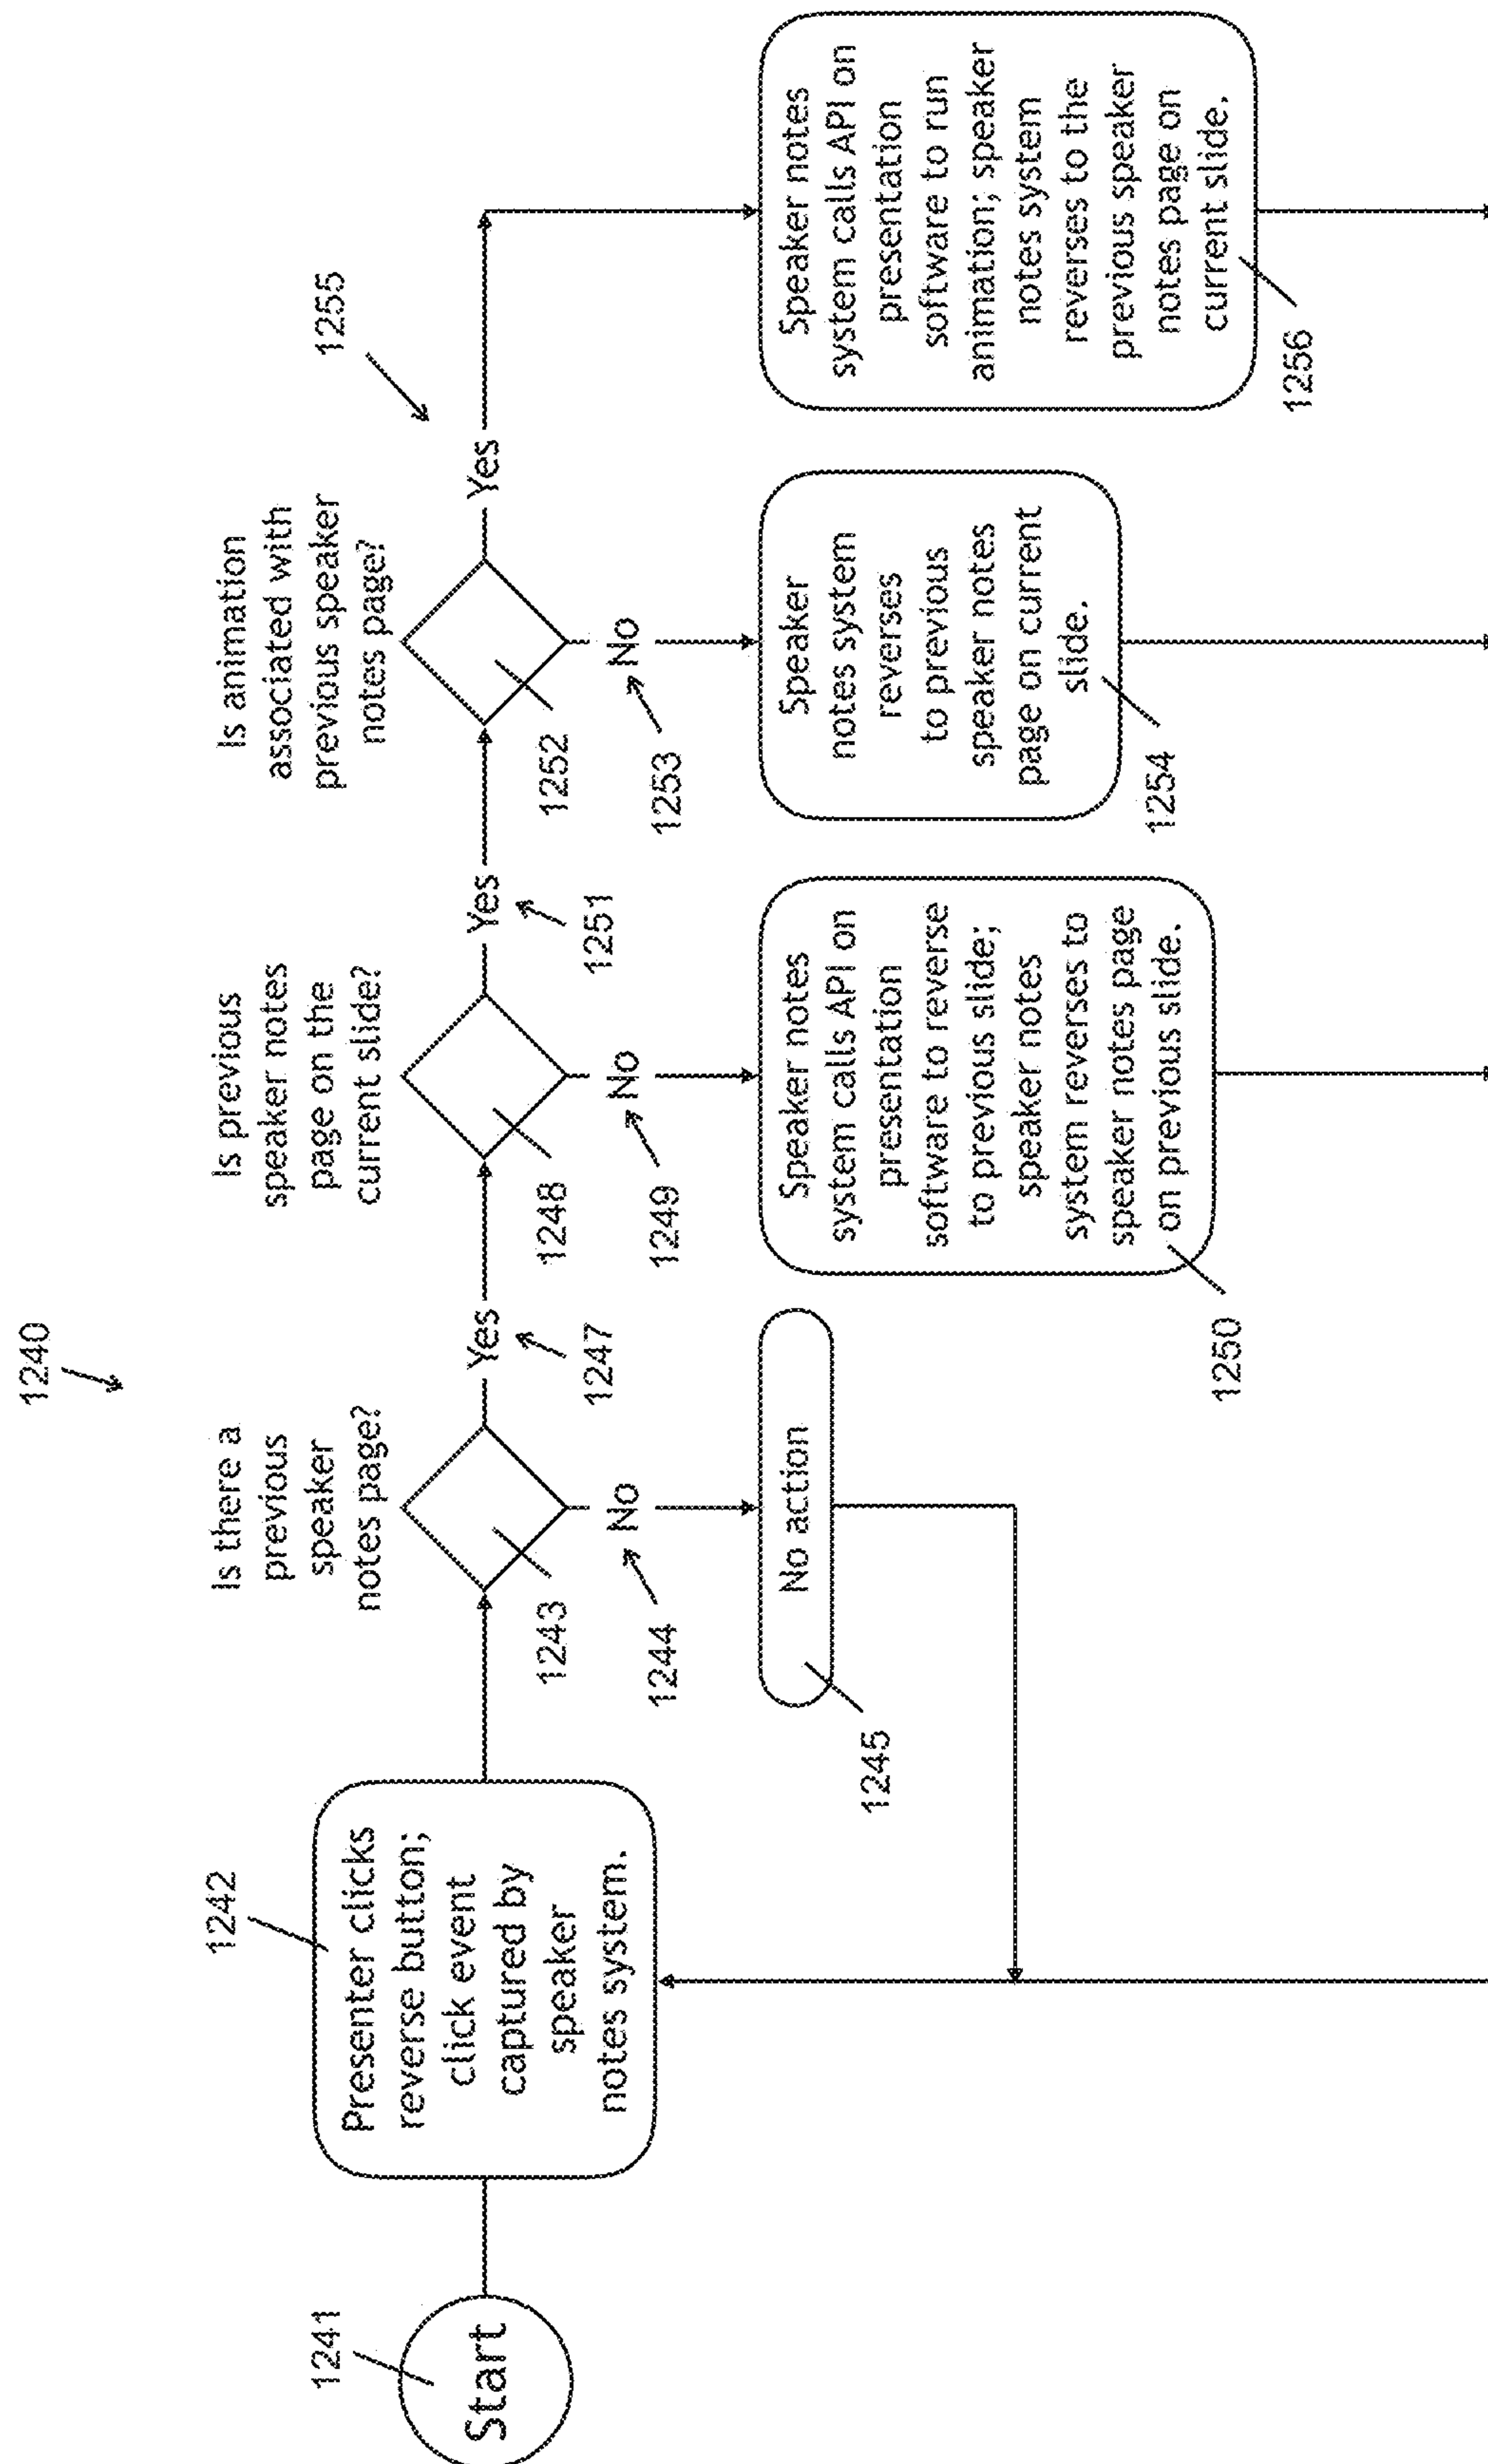 1240
1241
Start
1242
Presenter clicks
reverse button;
click event
captured by
speaker
notes system.
Is there a
previous
speaker
notes page?
1243
Yes
1247
No
1244
No action
1245
Is previous
speaker notes
page on the
current slide?
1248
Yes
1251
No
1249
Speaker notes
system calls API on
presentation
software to reverse
to previous slide;
speaker notes
system reverses to
speaker notes page
on previous slide.
1250
Is animation
associated with
previous speaker
notes page?
1252
Yes
1255
No
1253
Speaker
notes system
reverses
to previous
speaker notes
page on current
slide.
1254
Speaker notes
system calls API on
presentation
software to run
animation; speaker
notes system
reverses to the
previous speaker
notes page on
current slide.
1256